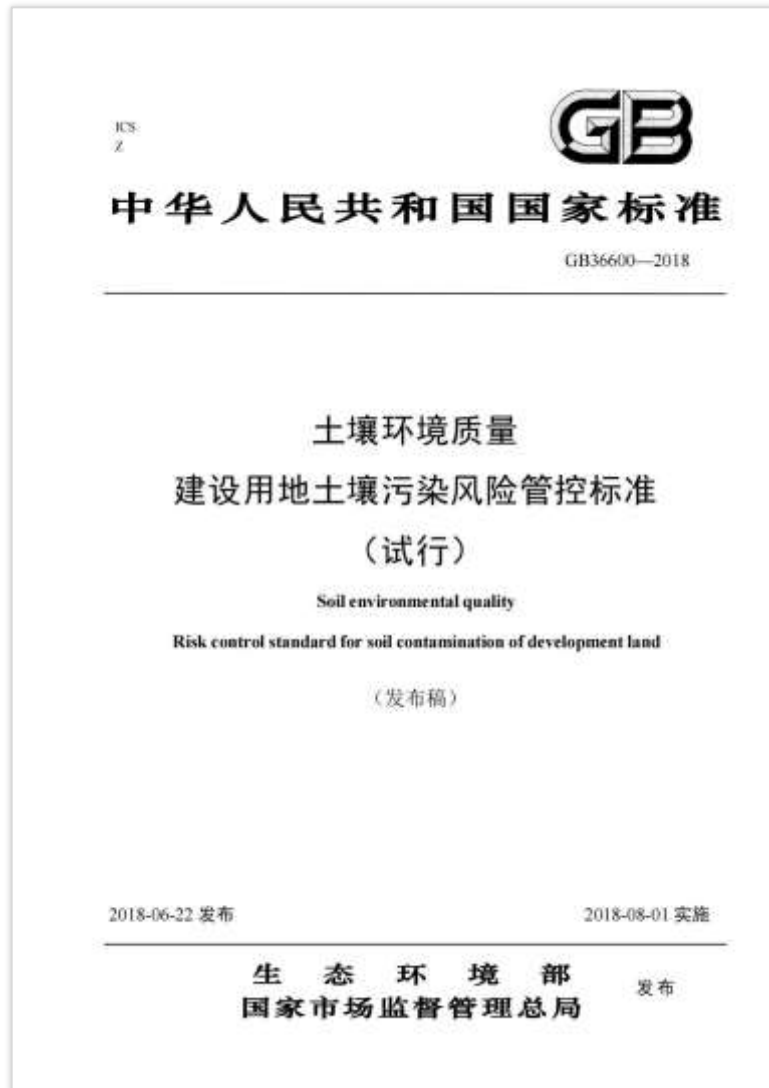 ICS
Z
GB
中华人民共和国国家标准
GB36600—2018
土壤环境质量
建设用地土壤污染风险管控标准
（试行）
Soil environmental quality
Risk control standard for soil contamination of development land
（发布稿）
2018-06-22 发布
2018-08-01 实施
生态环境部
国家市场监督管理总局
发布